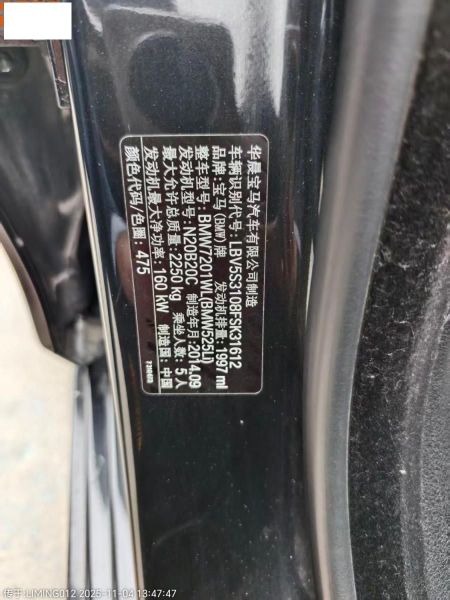 华晨宝马汽车有限公司制造
车辆识别代号: LBV5S3108FSK31612
品牌: 宝马(BMW)牌 发动机排量: 1997 ml
整车型号: BMW7201WL(BMW525Li)
发动机型号: N20B20C 制造年月: 2014.09
最大允许总质量: 2250 kg 乘坐人数: 5 人
发动机最大净功率: 160 kW 制造国: 中国
颜色代码/色圈: 475
传于:LIMING012 2025-11-04 13:47:47